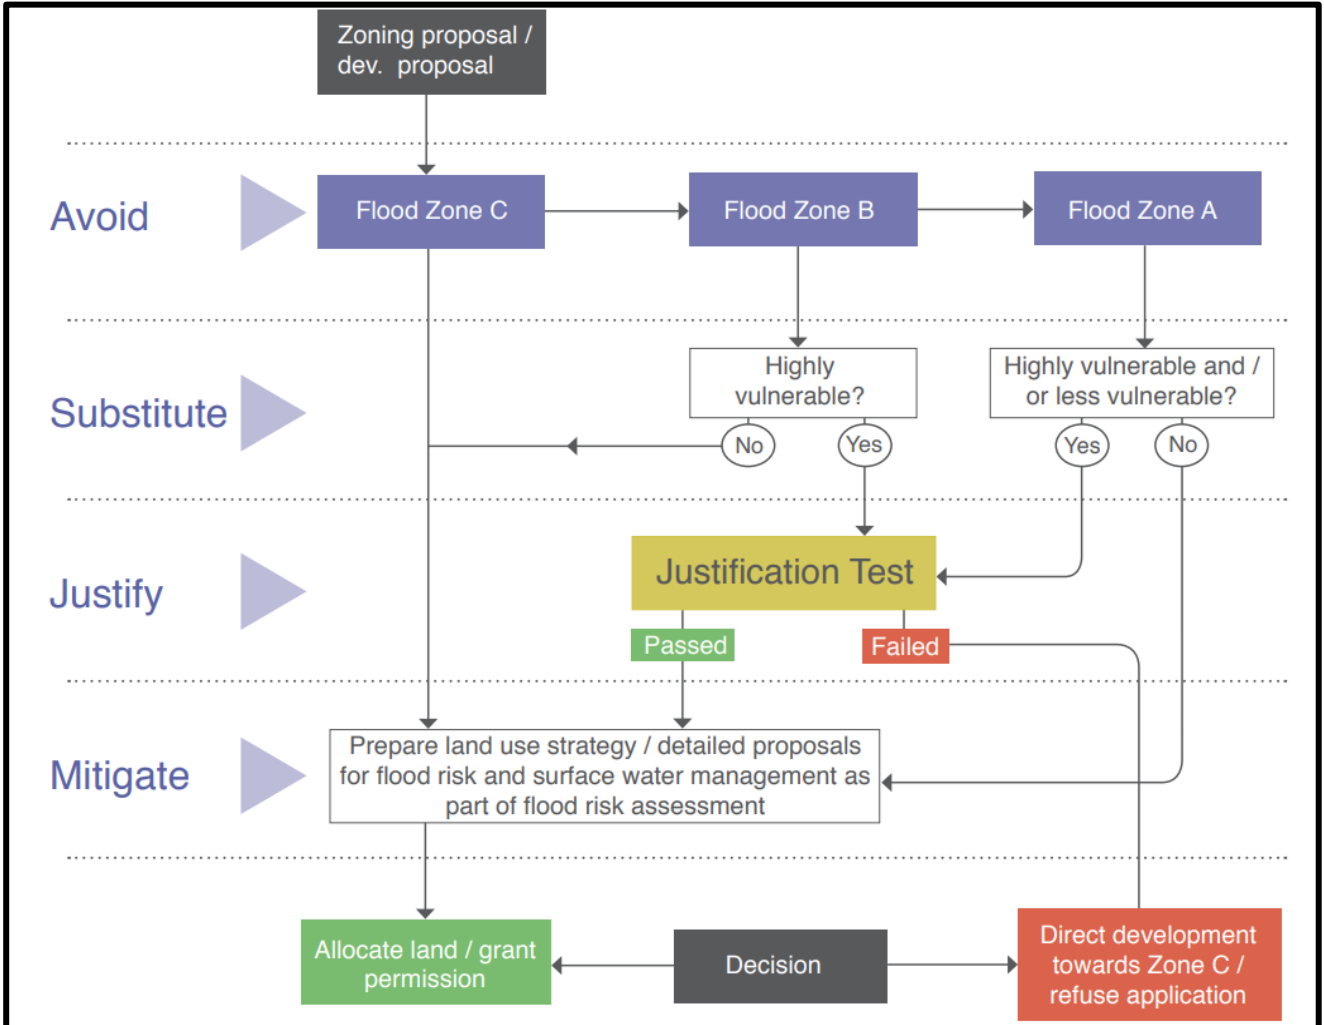 Zoning proposal /
dev. proposal
Avoid
Flood Zone C
Flood Zone B
Flood Zone A
Substitute
Highly
vulnerable?
Highly vulnerable and /
or less vulnerable?
No
Yes
Yes
No
Justify
Justification Test
Passed
Failed
Mitigate
Prepare land use strategy / detailed proposals
for flood risk and surface water management as
part of flood risk assessment
Allocate land / grant
permission
Decision
Direct development
towards Zone C /
refuse application